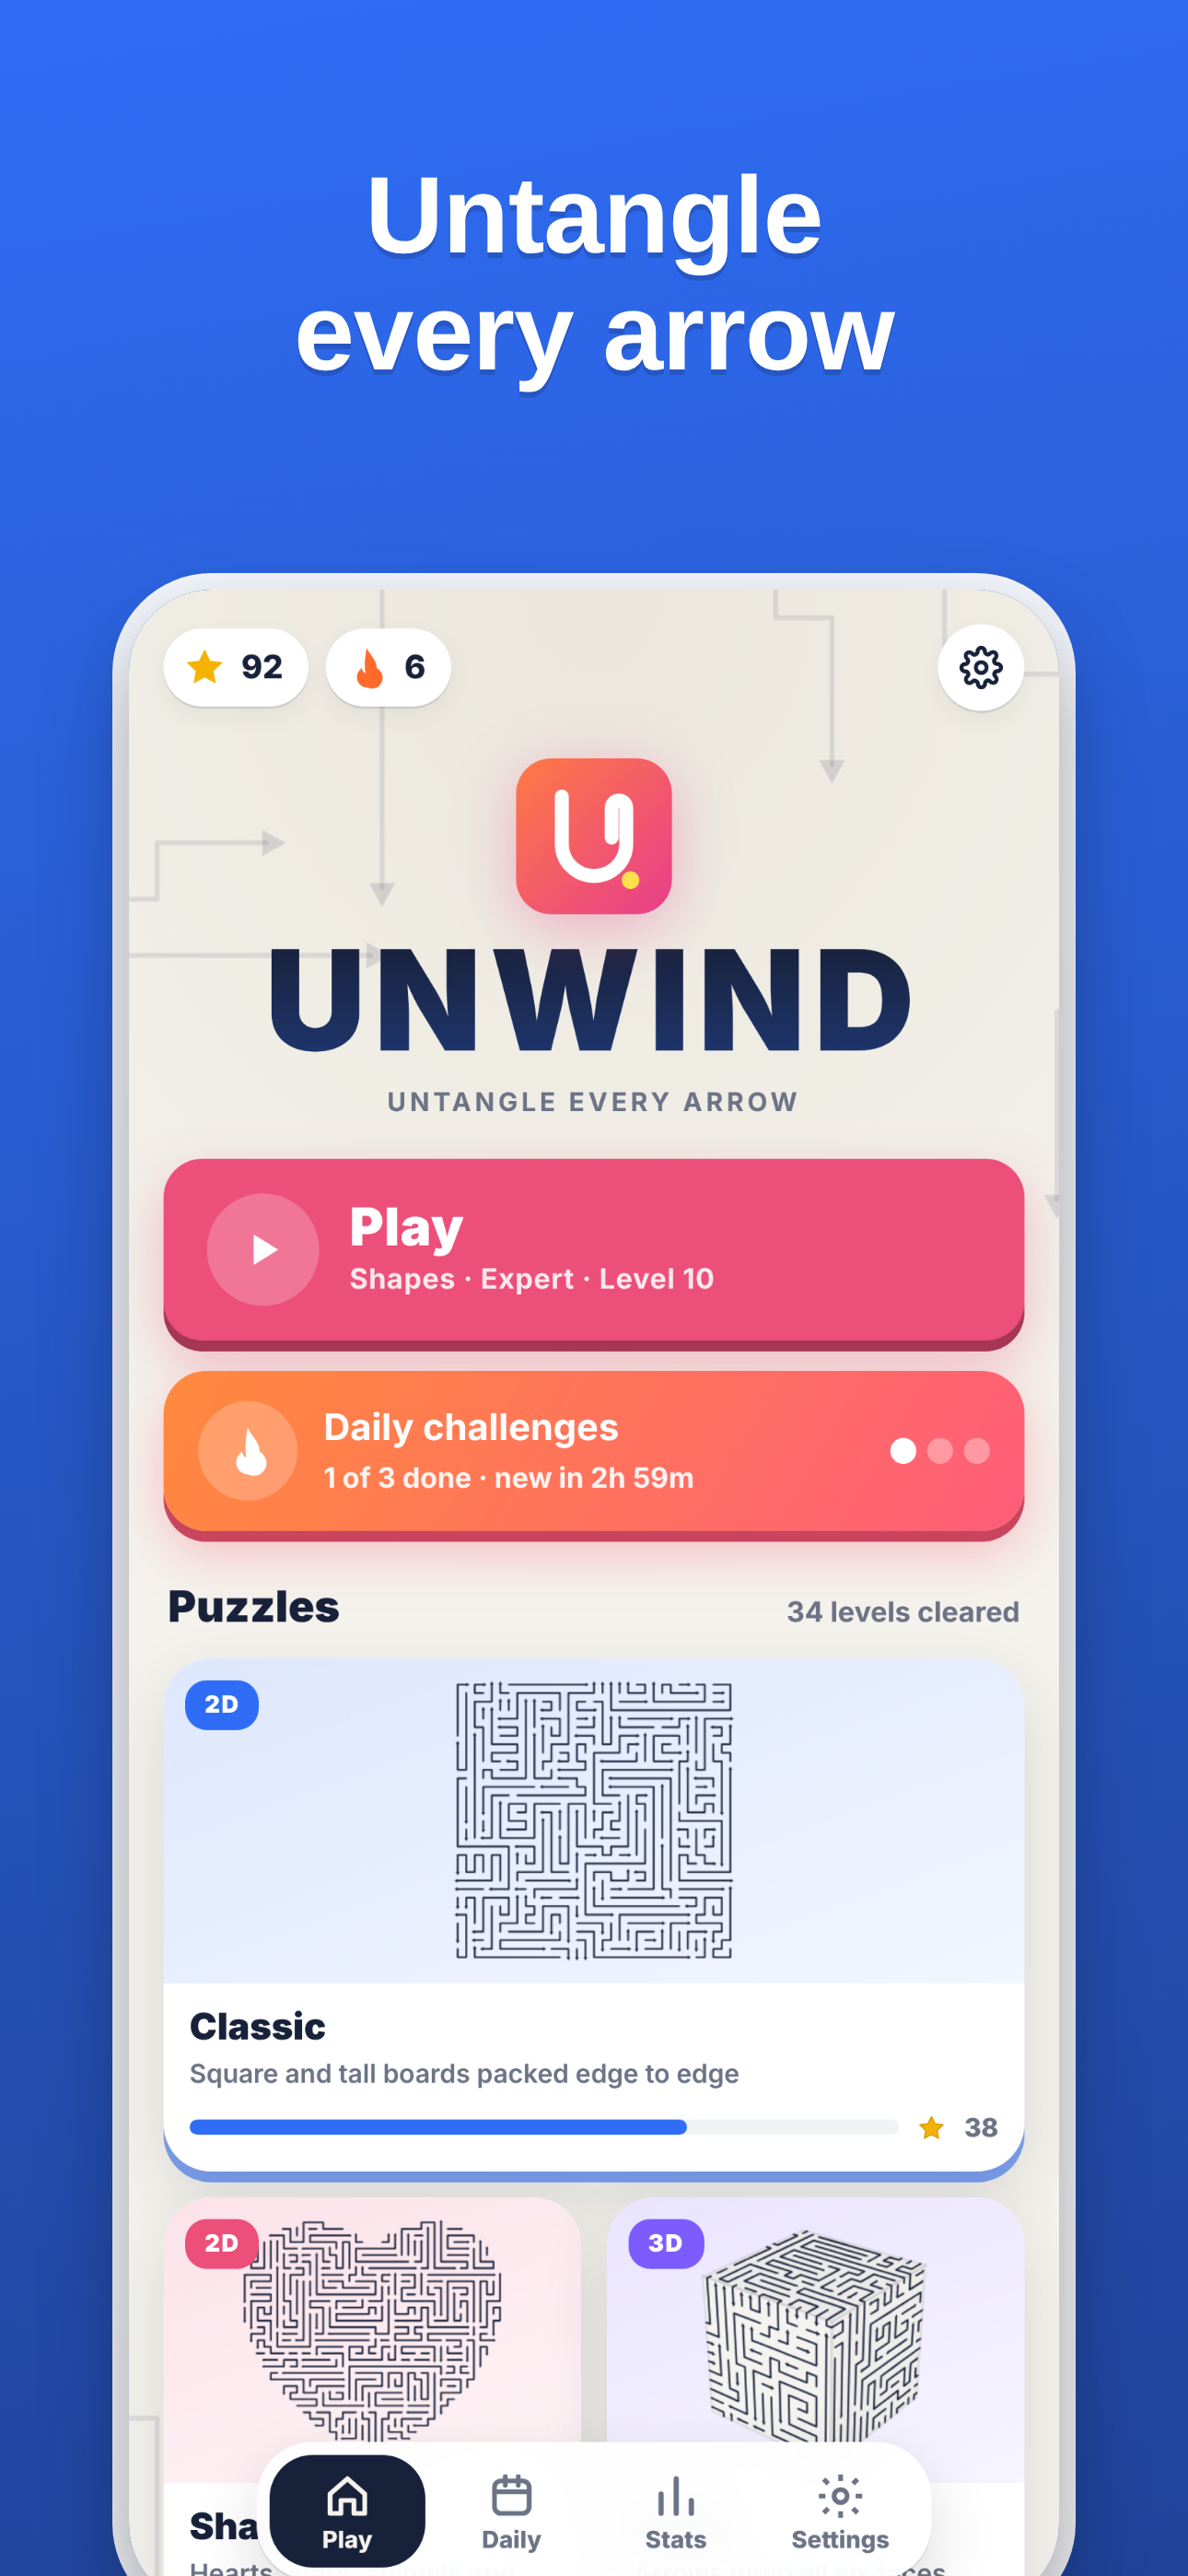 Untangle
every arrow
92
6
UNWIND
UNTANGLE EVERY ARROW
Play
Shapes · Expert · Level 10
Daily challenges
1 of 3 done · new in 2h 59m
Puzzles
34 levels cleared
2D
Classic
Square and tall boards packed edge to edge
38
2D
3D
Sha
Play
Daily
Stats
Settings
Hearts